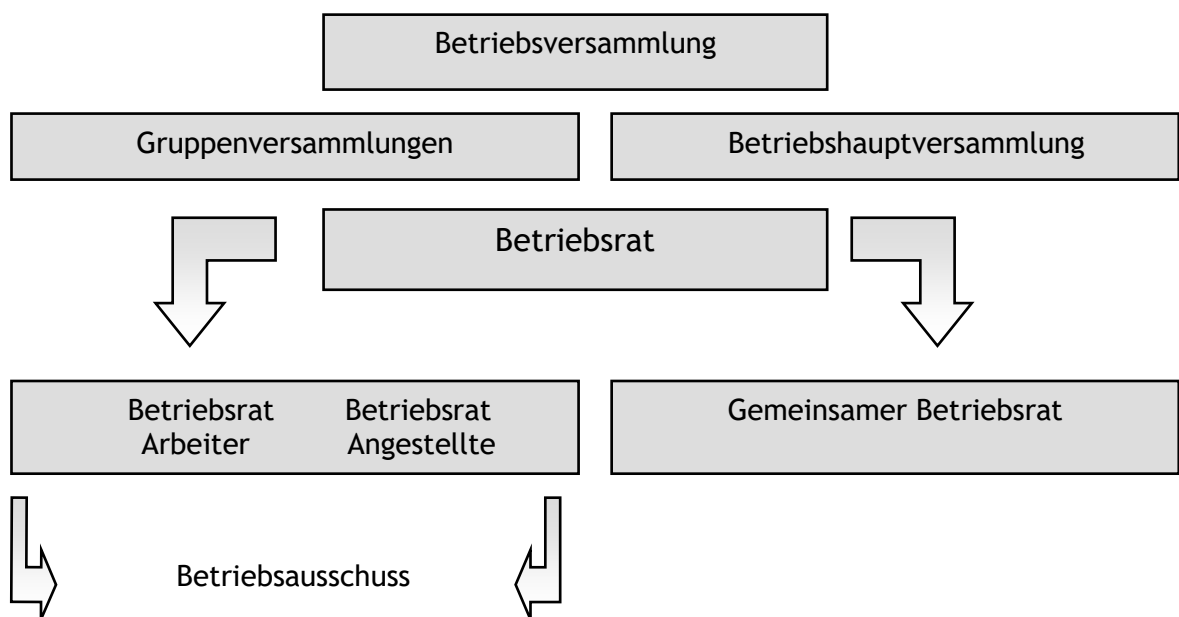 Betriebsversammlung
Gruppenversammlungen
Betriebshauptversammlung
Betriebsrat
Betriebsrat Betriebsrat
Arbeiter Angestellte
Gemeinsamer Betriebsrat
Betriebsausschuss